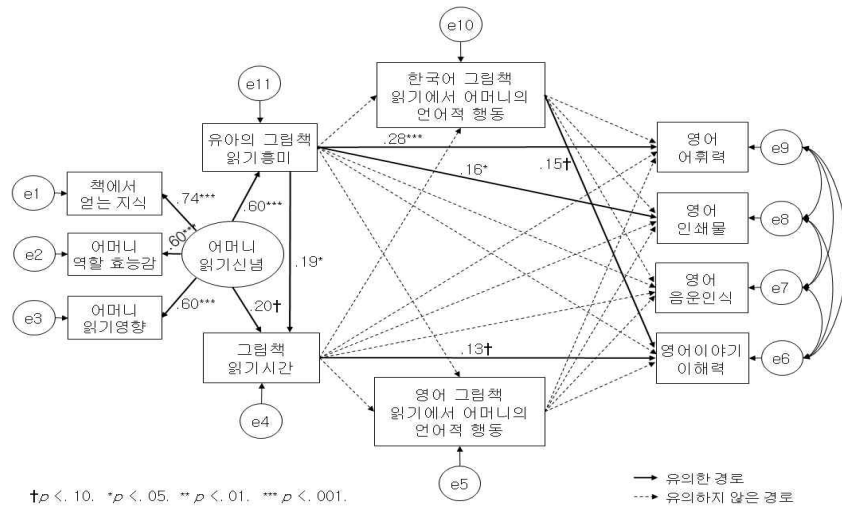 e10
한국어 그림책
읽기에서 어머니의
언어적 행동
e11
유아의 그림책
읽기흥미
.28***
.16*
.15†
영어
어휘력
e9
e1
책에서
얻는 지식
.74***
.60***
영어
인쇄물
e8
e2
어머니
역할 효능감
.60***
어머니
읽기신념
.19*
영어
음운인식
e7
e3
어머니
읽기영향
.60***
.20†
그림책
읽기시간
.13†
영어이야기
이해력
e6
e4
영어 그림책
읽기에서 어머니의
언어적 행동
e5
†p <. 10. *p <. 05. ** p <. 01. *** p <. 001.
유의한 경로
유의하지 않은 경로